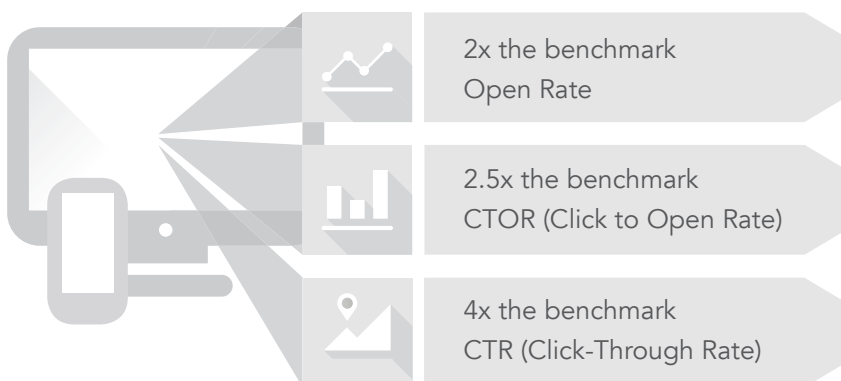 2x the benchmark
Open Rate
2.5x the benchmark
CTOR (Click to Open Rate)
4x the benchmark
CTR (Click-Through Rate)